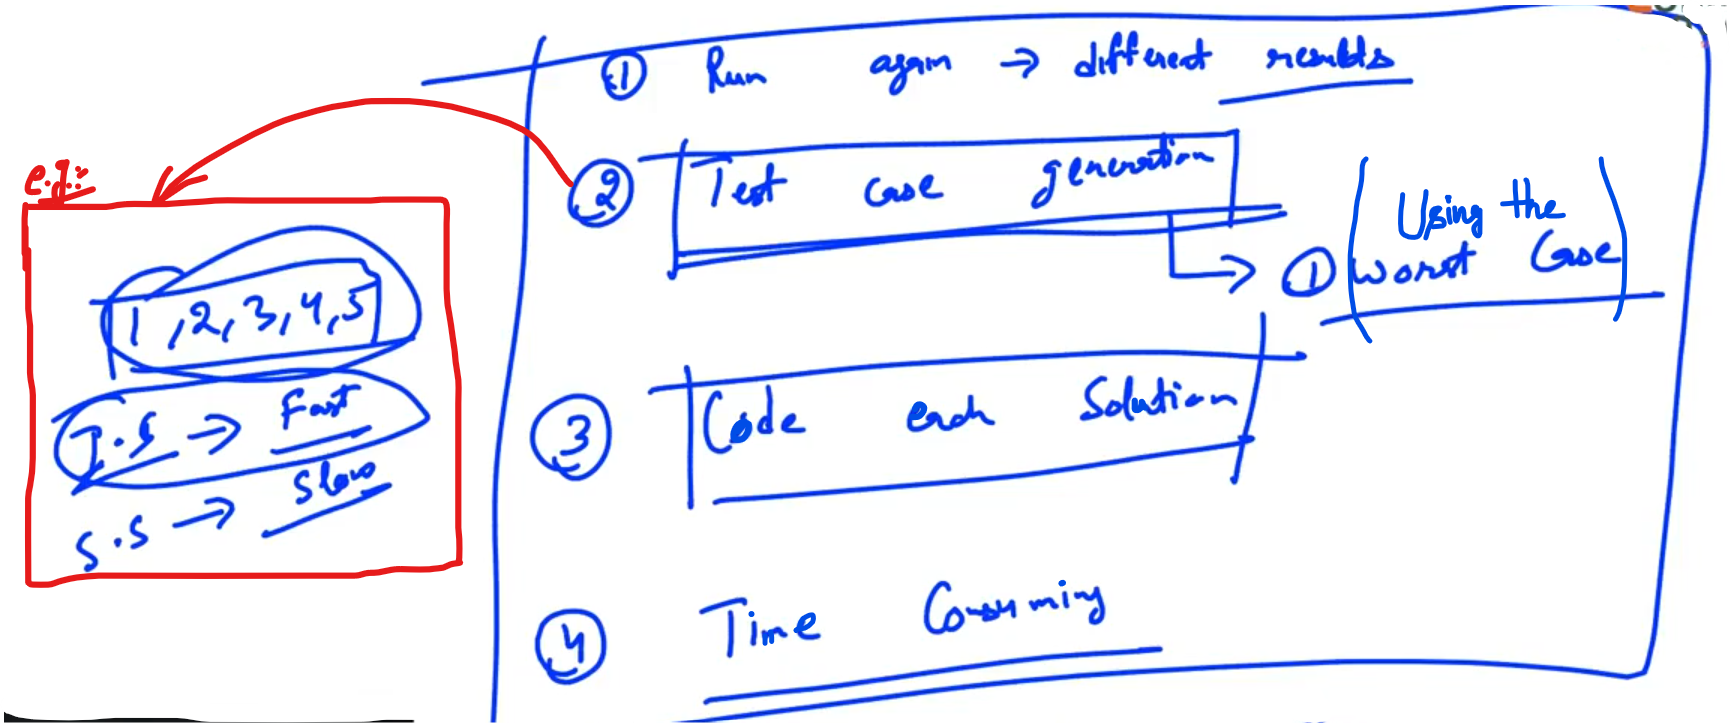 ① Run again → different results
② Test case generation
→ ① (Using the
worst Case)
③ Code each Solution
④ Time Consuming
e.g.:
1, 2, 3, 4, 5
I.S → Fast
S.S → Slow